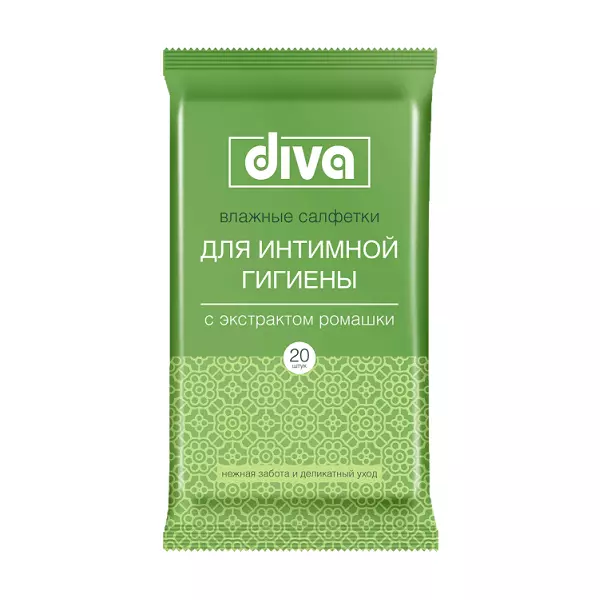 diva
влажные салфетки
ДЛЯ ИНТИМНОЙ
ГИГИЕНЫ
с экстрактом ромашки
20
штук
нежная забота и деликатный уход